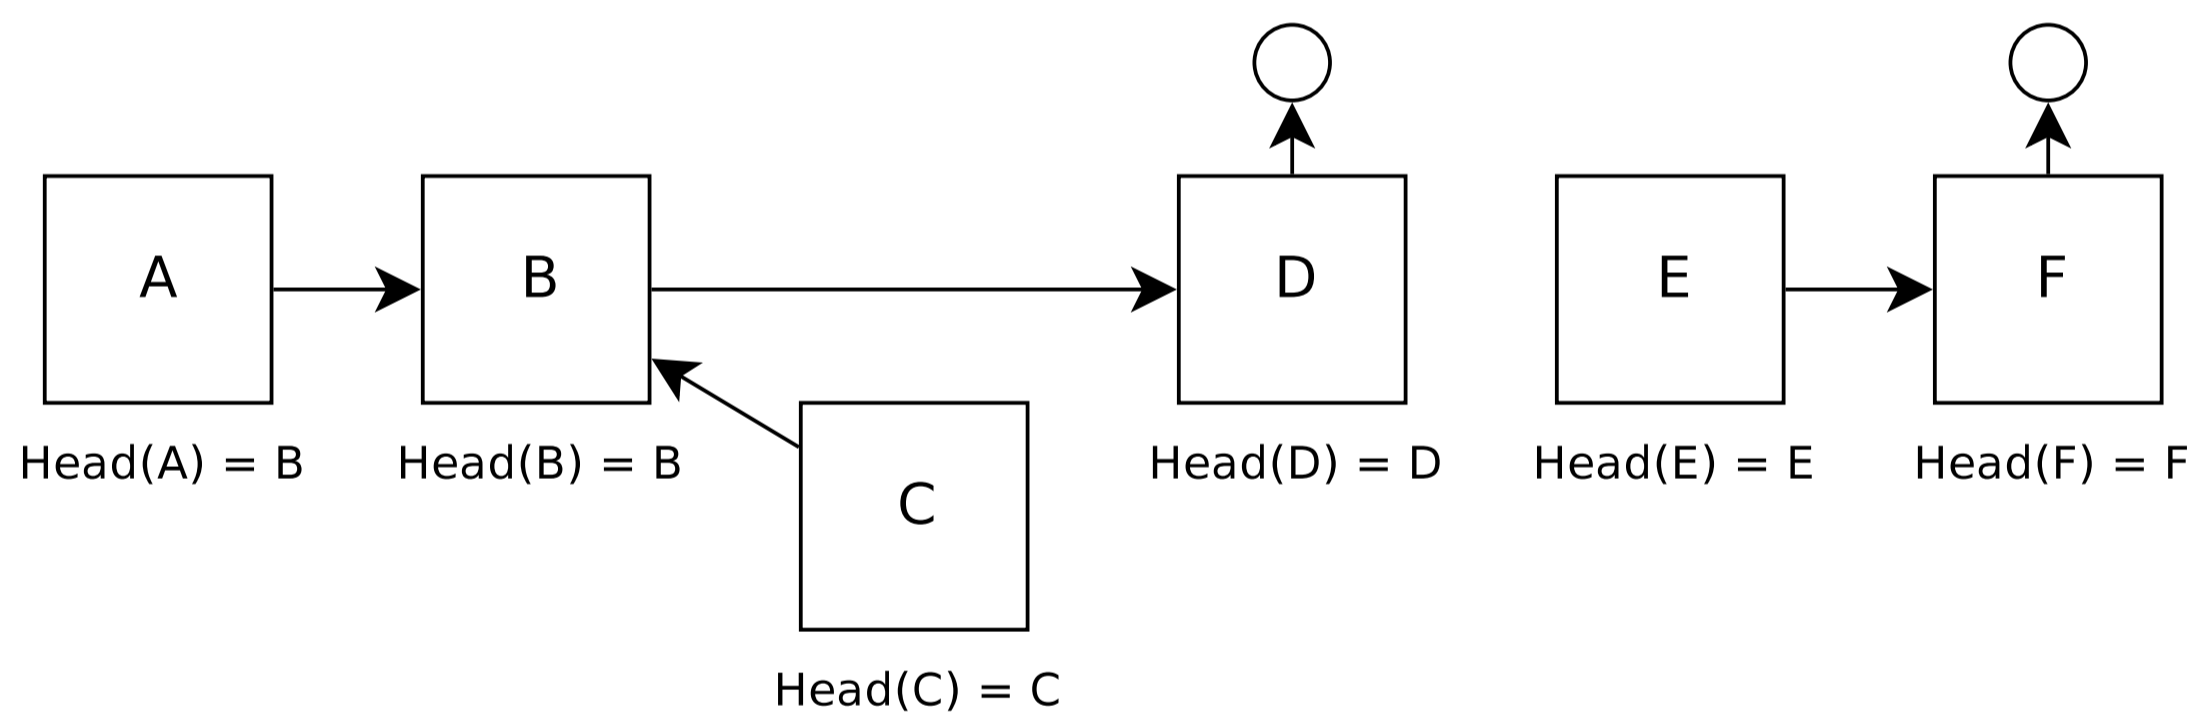 A
B
D
E
F
Head(A) = B
Head(B) = B
Head(D) = D
Head(E) = E
Head(F) = F
C
Head(C) = C